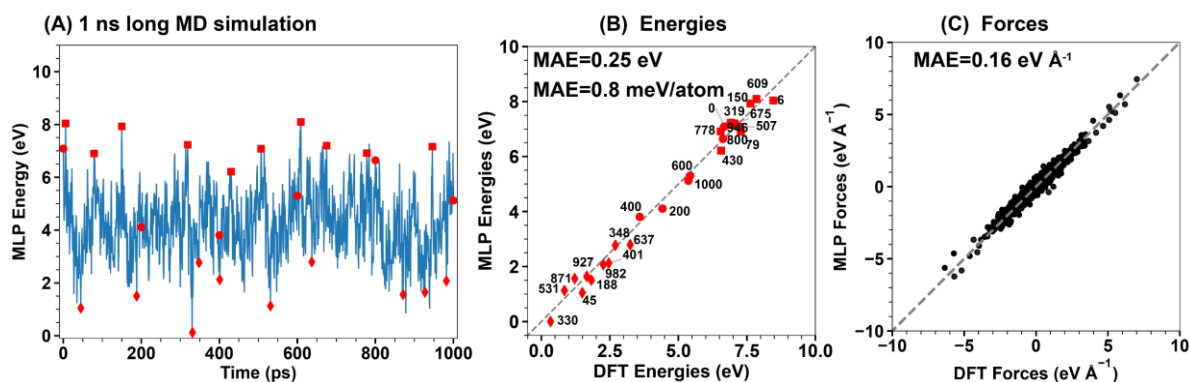 (A) 1 ns long MD simulation
MLP Energy (eV)
10
8
6
4
2
0
0 200 400 600 800 1000
Time (ps)
(B) Energies
MAE=0.25 eV
MAE=0.8 meV/atom
MLP Energies (eV)
10
8
6
4
2
0
609
150
6
0
319
675
778
946
507
800
79
430
600
1000
200
348
637
927
401
871
982
531
188
45
330
0.0 2.5 5.0 7.5 10.0
DFT Energies (eV)
(C) Forces
MAE=0.16 eV Å⁻¹
MLP Forces (eV Å⁻¹)
10
5
0
−5
−10
−10 −5 0 5 10
DFT Forces (eV Å⁻¹)